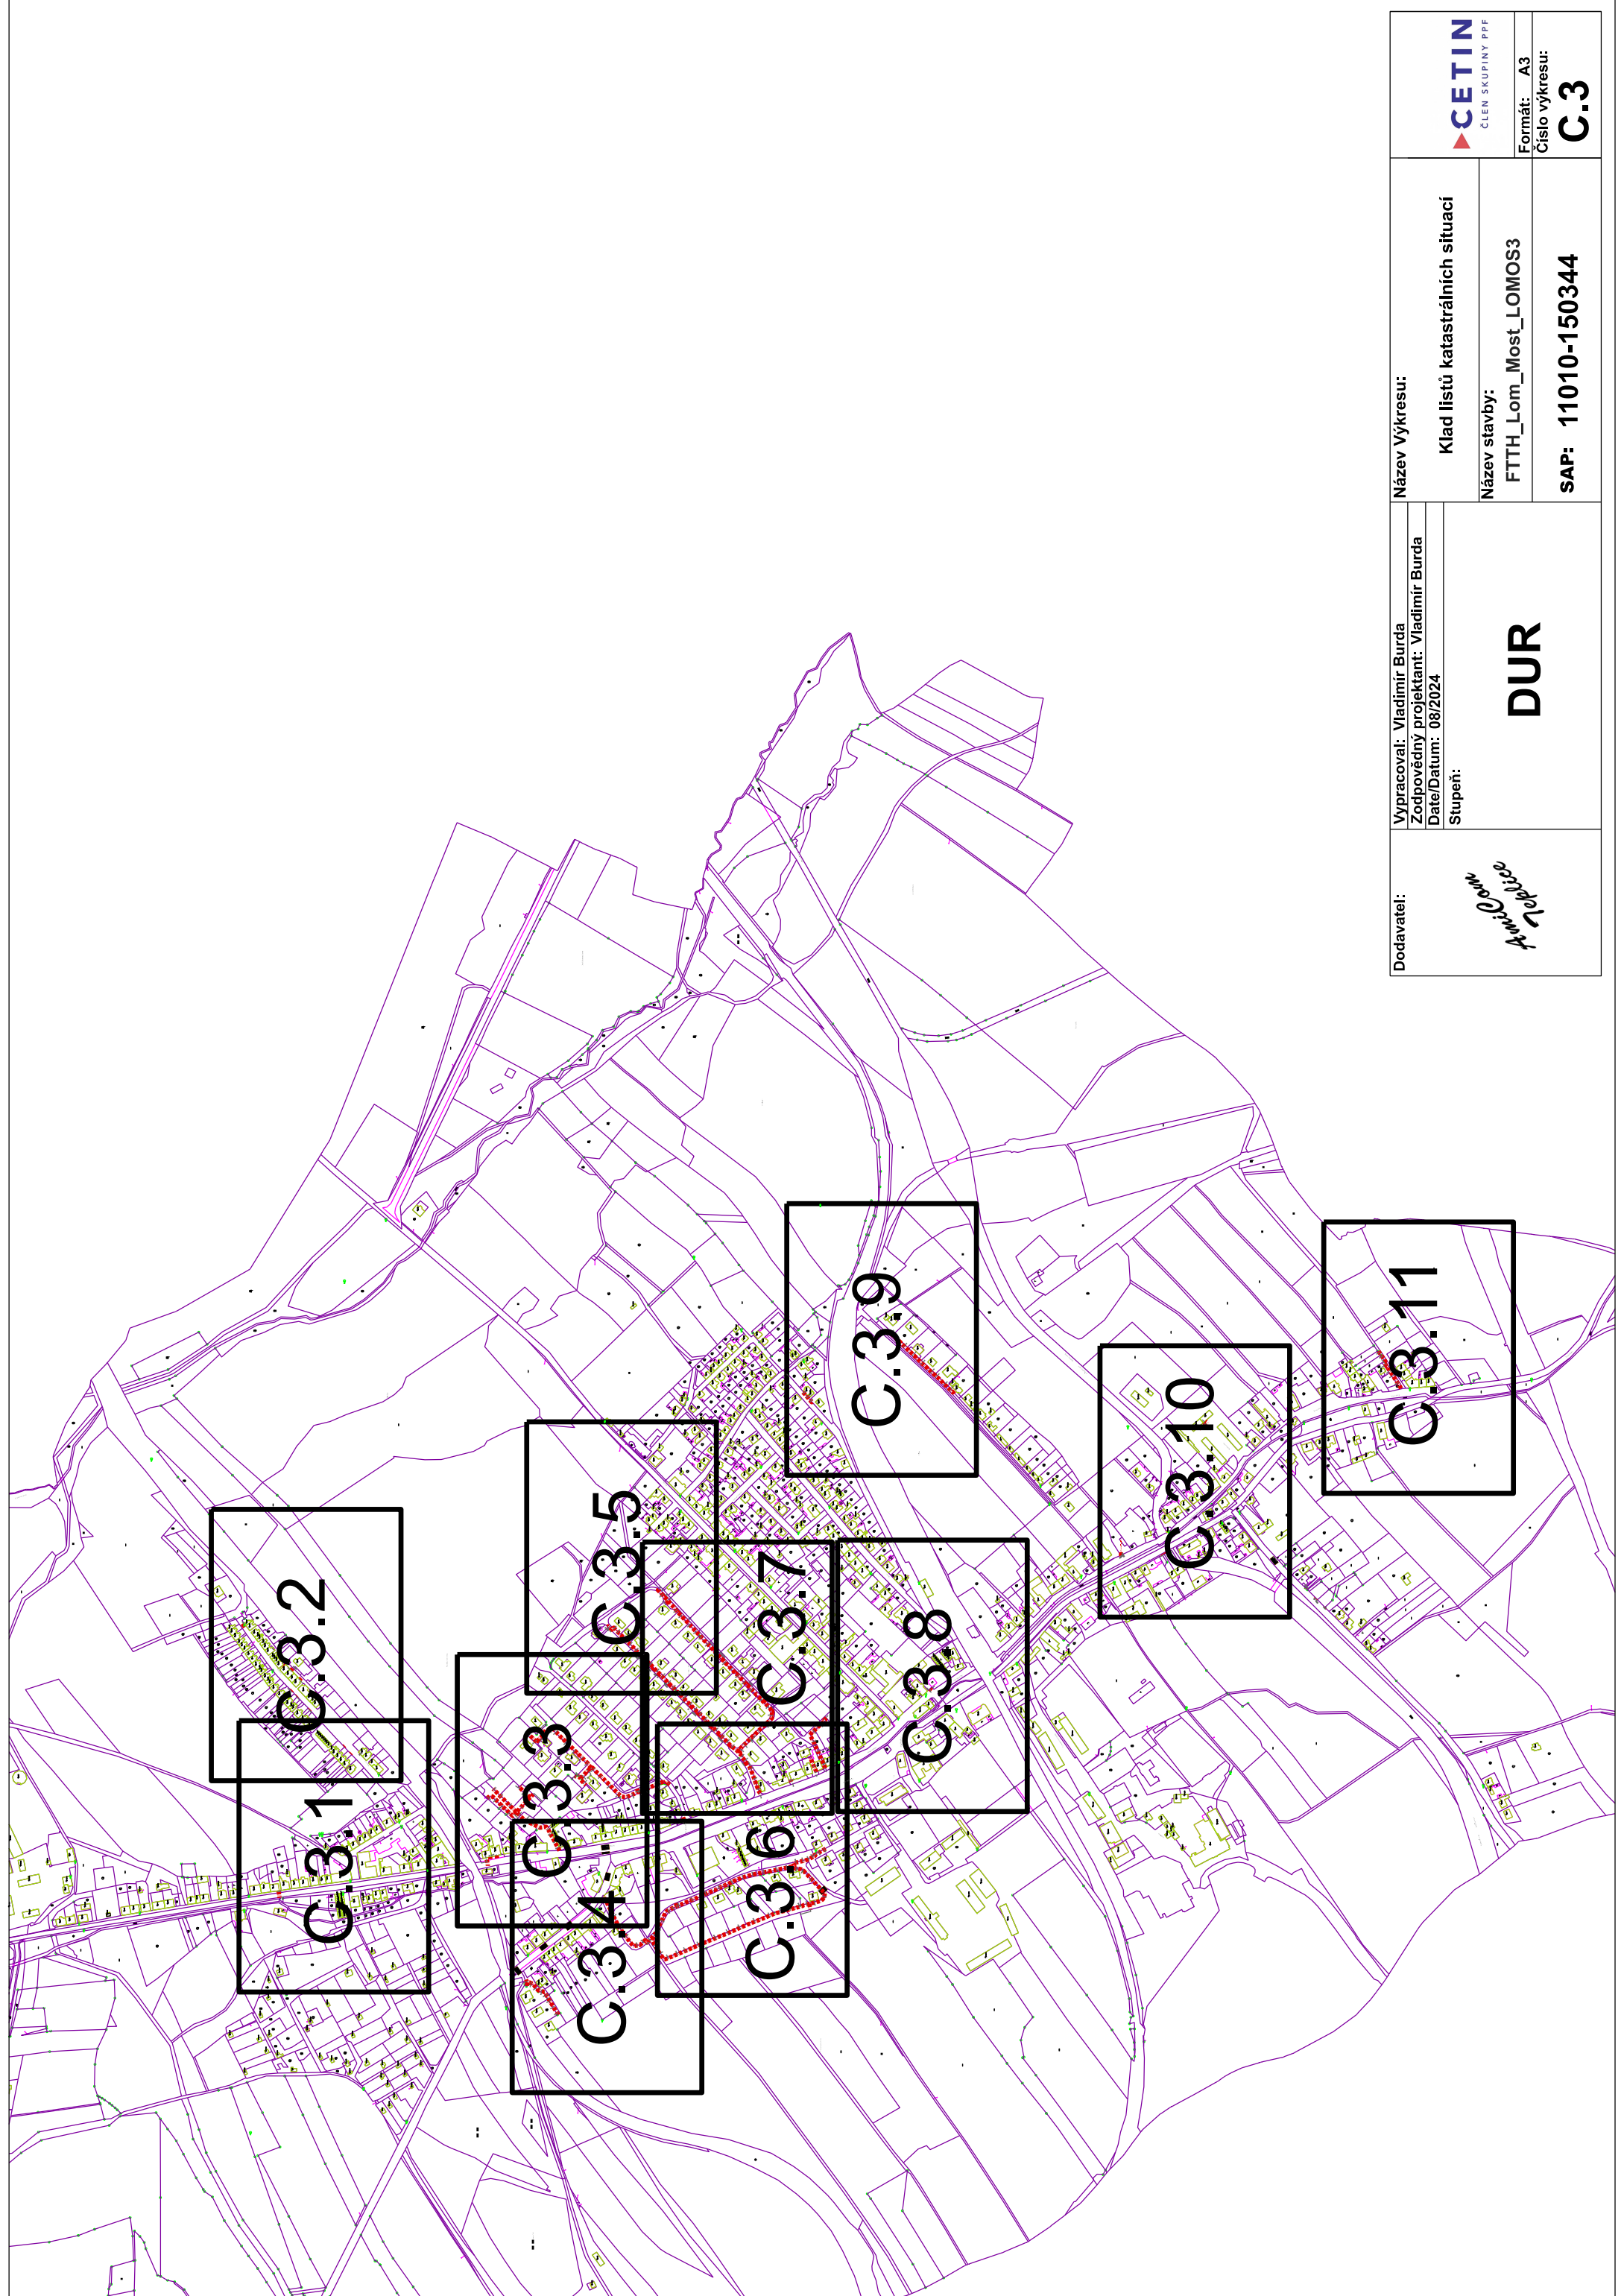 C.3.1
C.3.2
C.3.3
C.3.4
C.3.5
C.3.6
C.3.7
C.3.8
C.3.9
C.3.10
C.3.11
Dodavatel:
AmiCom
Teplice
Vypracoval: Vladimír Burda
Zodpovědný projektant: Vladimír Burda
Date/Datum: 08/2024
Stupeň:
DUR
Název Výkresu:
Klad listů katastrálních situací
Název stavby:
FTTH_Lom_Most_LOMOS3
SAP: 11010-150344
CETIN
ČLEN SKUPINY PPF
Formát: A3
Číslo výkresu:
C.3